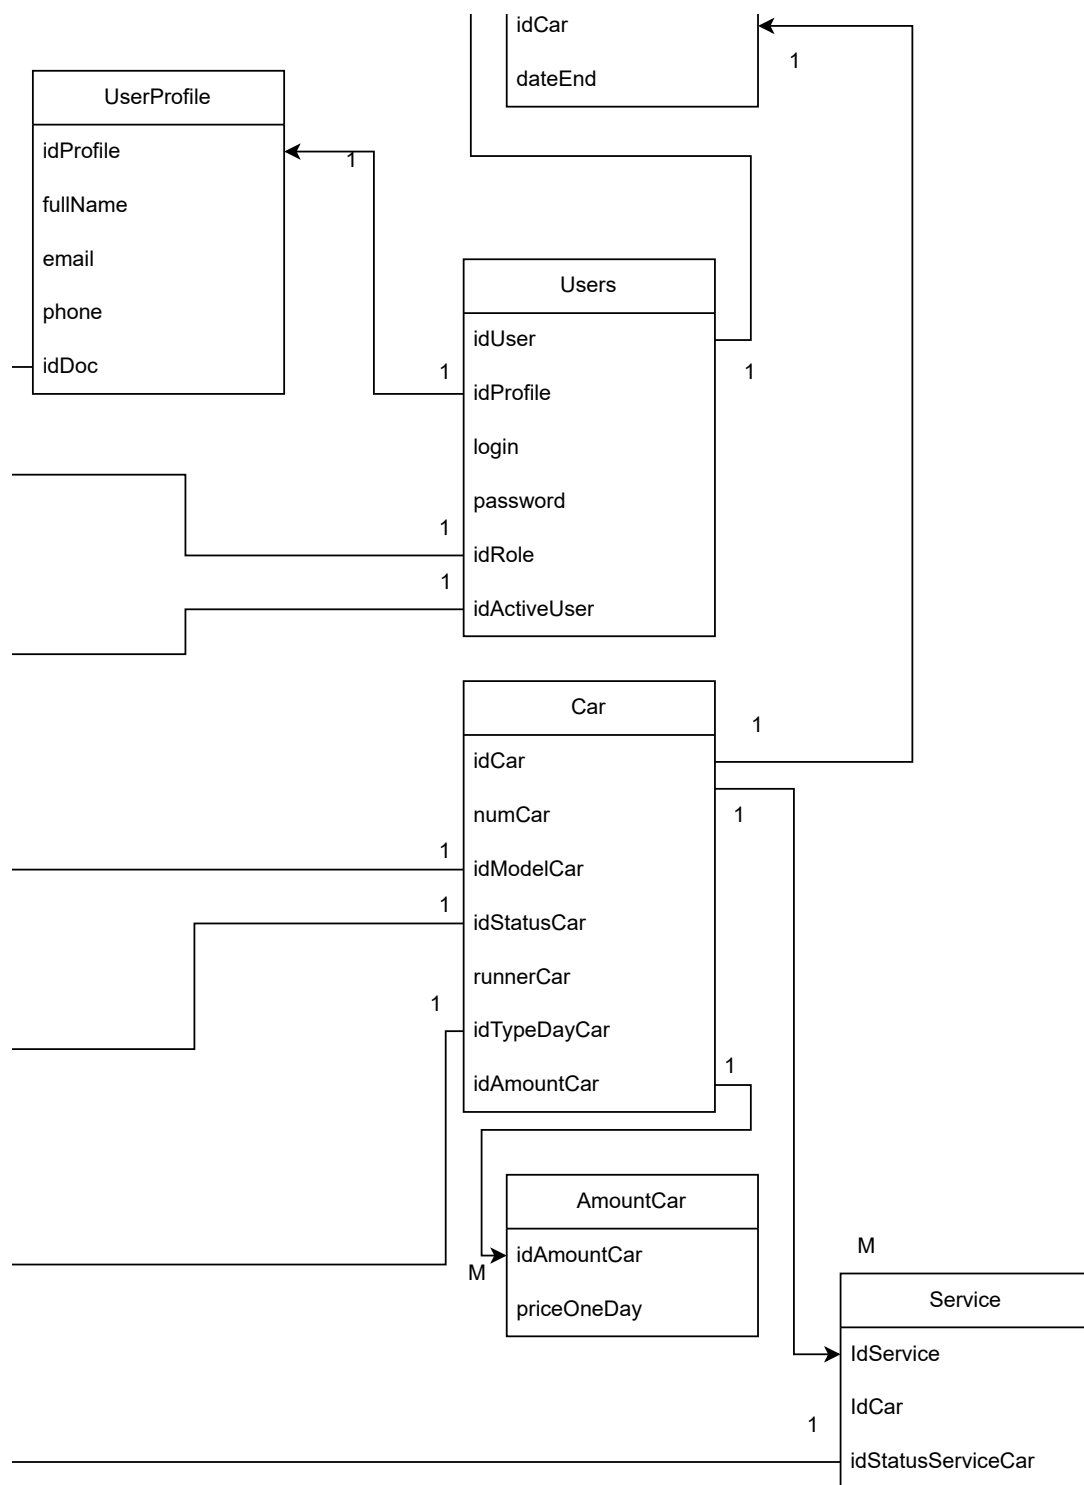 idCar
dateEnd
1
UserProfile
idProfile
fullName
email
phone
idDoc
1
Users
idUser
idProfile
login
password
idRole
idActiveUser
1
1
1
1
Car
idCar
numCar
idModelCar
idStatusCar
runnerCar
idTypeDayCar
idAmountCar
1
1
1
1
1
1
AmountCar
idAmountCar
priceOneDay
M
M
Service
IdService
IdCar
idStatusServiceCar
1